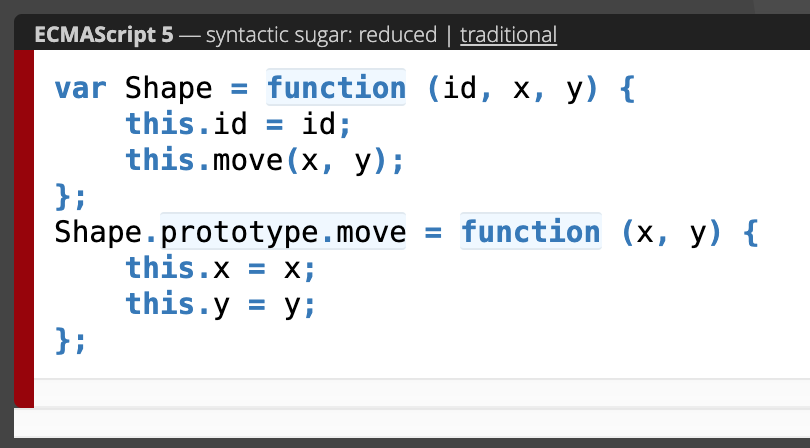 ECMAScript 5 — syntactic sugar: reduced | traditional
var Shape = function (id, x, y) {
    this.id = id;
    this.move(x, y);
};
Shape.prototype.move = function (x, y) {
    this.x = x;
    this.y = y;
};